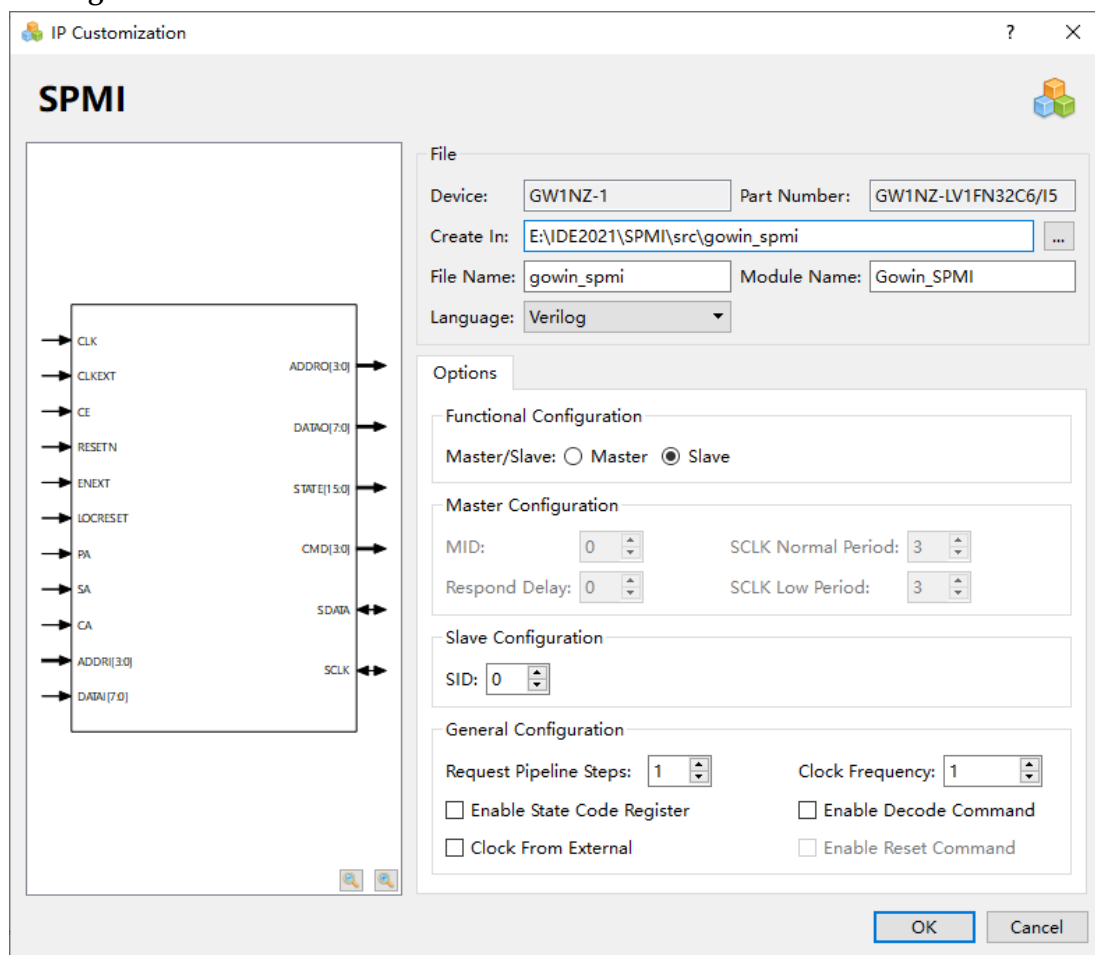 IP Customization
?
SPMI
CLK
CLKEXT
CE
RESETN
ENEXT
LOCRESET
PA
SA
CA
ADDRI[3:0]
DATAI[7:0]
ADDRO[3:0]
DATAO[7:0]
STATE[15:0]
CMD[3:0]
SDATA
SCLK
File
Device: GW1NZ-1 Part Number: GW1NZ-LV1FN32C6/I5
Create In: E:\IDE2021\SPMI\src\gowin_spmi ...
File Name: gowin_spmi Module Name: Gowin_SPMI
Language: Verilog
Options
Functional Configuration
Master/Slave: Master Slave
Master Configuration
MID: 0 SCLK Normal Period: 3
Respond Delay: 0 SCLK Low Period: 3
Slave Configuration
SID: 0
General Configuration
Request Pipeline Steps: 1 Clock Frequency: 1
Enable State Code Register Enable Decode Command
Clock From External Enable Reset Command
OK Cancel